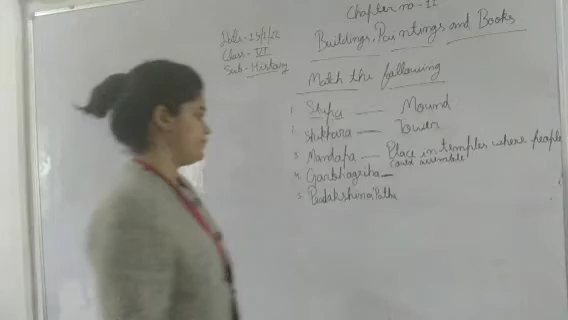 Chapter no-11
Date-25/1/22
Class-VI
Sub-History
Buildings, Paintings and Books
Match the following
1. Stupa — Mound
2. Shikhara — Tower
3. Mandapa — Place in temples where people could assemble
4. Garbhagriha —
5. Pradakshina Patha